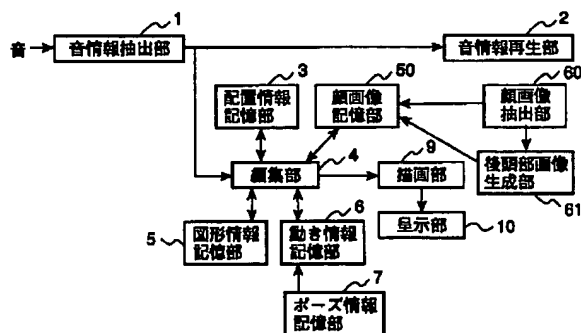 1
2
音
音情報抽出部
音情報再生部
3
50
60
配置情報
記憶部
顔画像
記憶部
顔画像
抽出部
4
9
編集部
描画部
後頭部画像
生成部
61
5
図形情報
記憶部
6
動き情報
記憶部
呈示部
10
7
ポーズ情報
記憶部